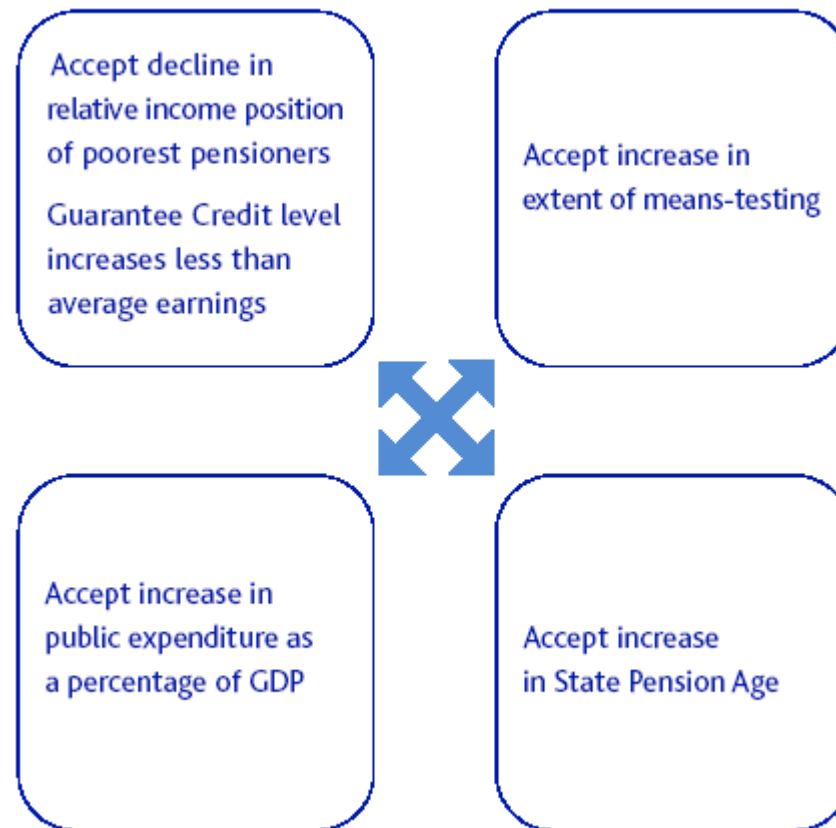 Accept decline in
relative income position
of poorest pensioners
Guarantee Credit level
increases less than
average earnings
Accept increase in
extent of means-testing
Accept increase in
public expenditure as
a percentage of GDP
Accept increase
in State Pension Age